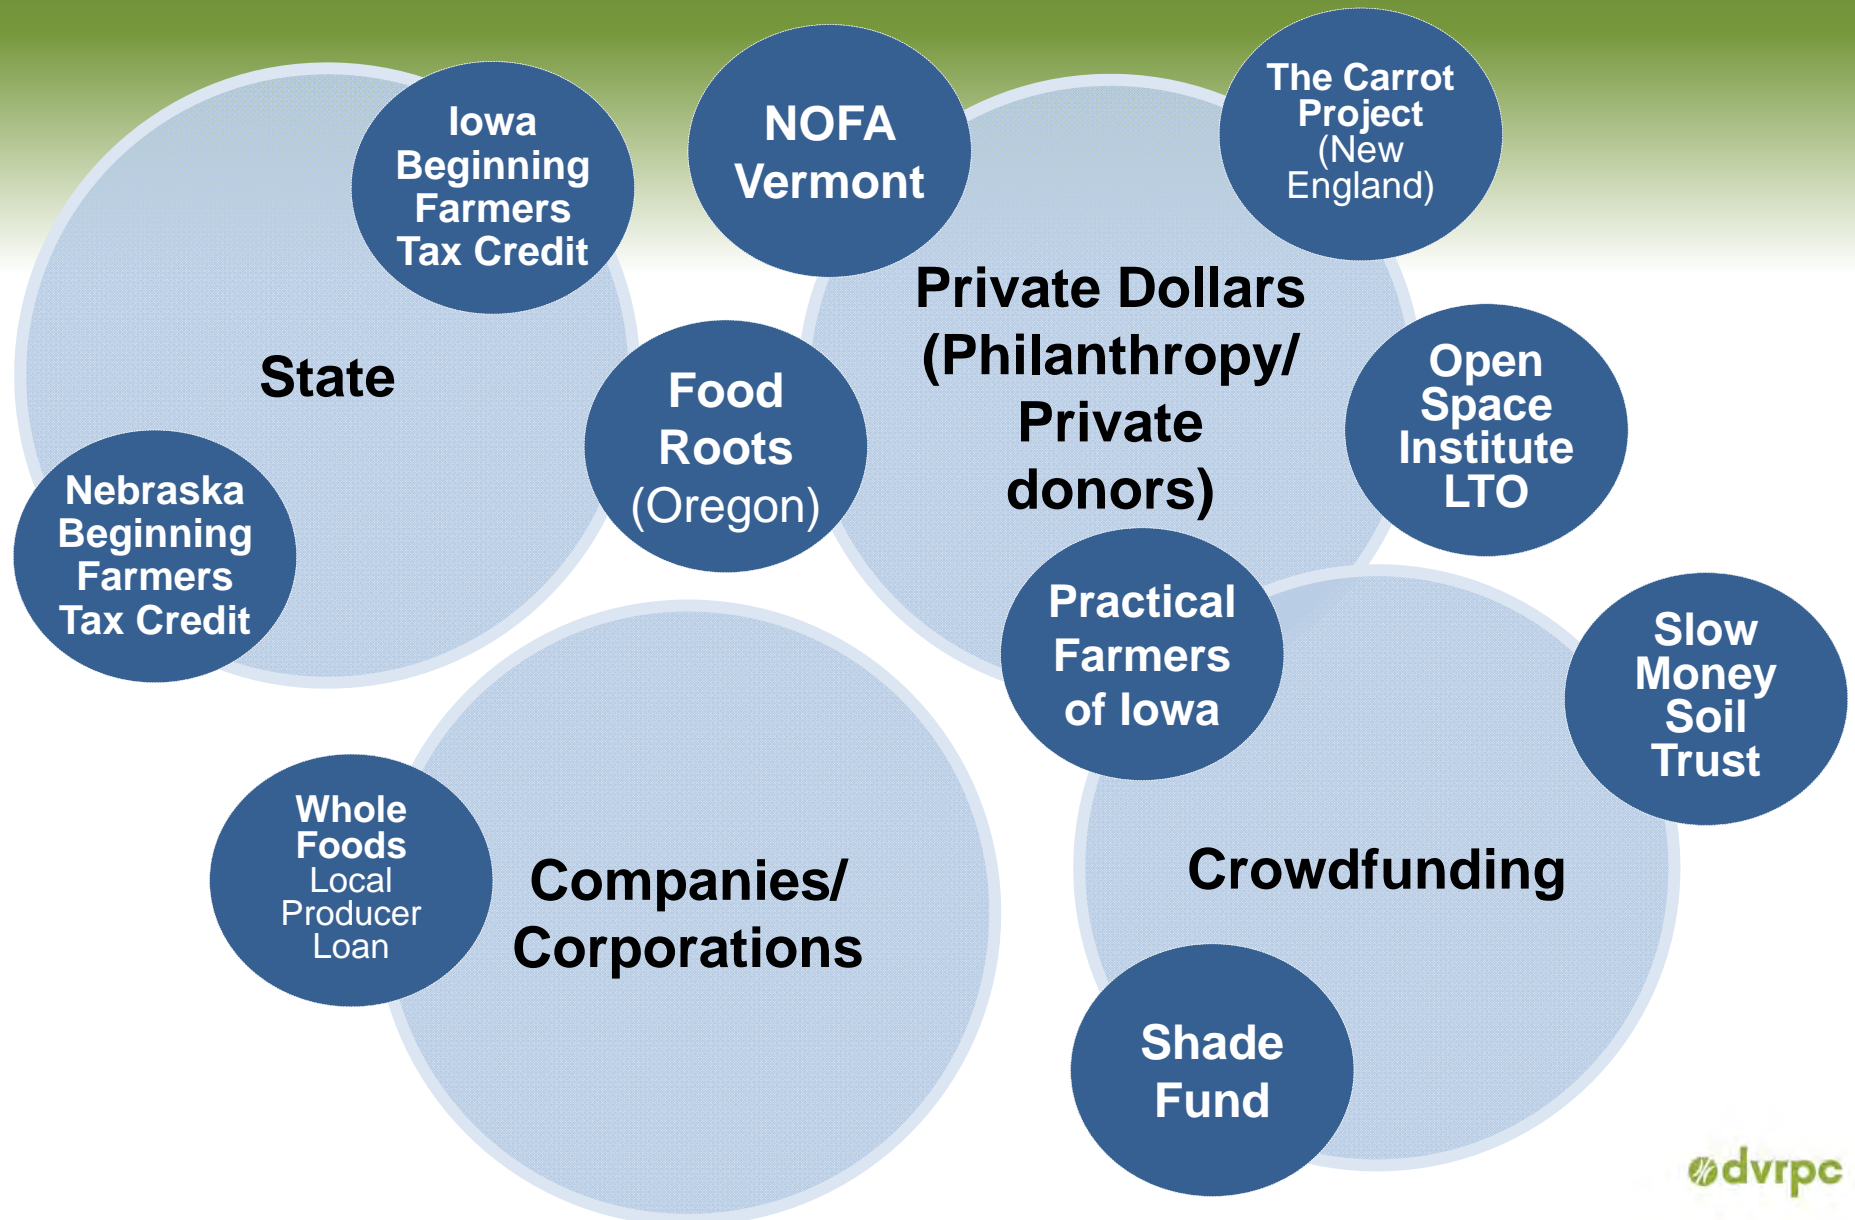 Iowa
Beginning
Farmers
Tax Credit
State
Nebraska
Beginning
Farmers
Tax Credit
NOFA
Vermont
The Carrot
Project
(New
England)
Private Dollars
(Philanthropy/
Private
donors)
Food
Roots
(Oregon)
Open
Space
Institute
LTO
Practical
Farmers
of Iowa
Slow
Money
Soil
Trust
Whole
Foods
Local
Producer
Loan
Companies/
Corporations
Crowdfunding
Shade
Fund
dvrpc